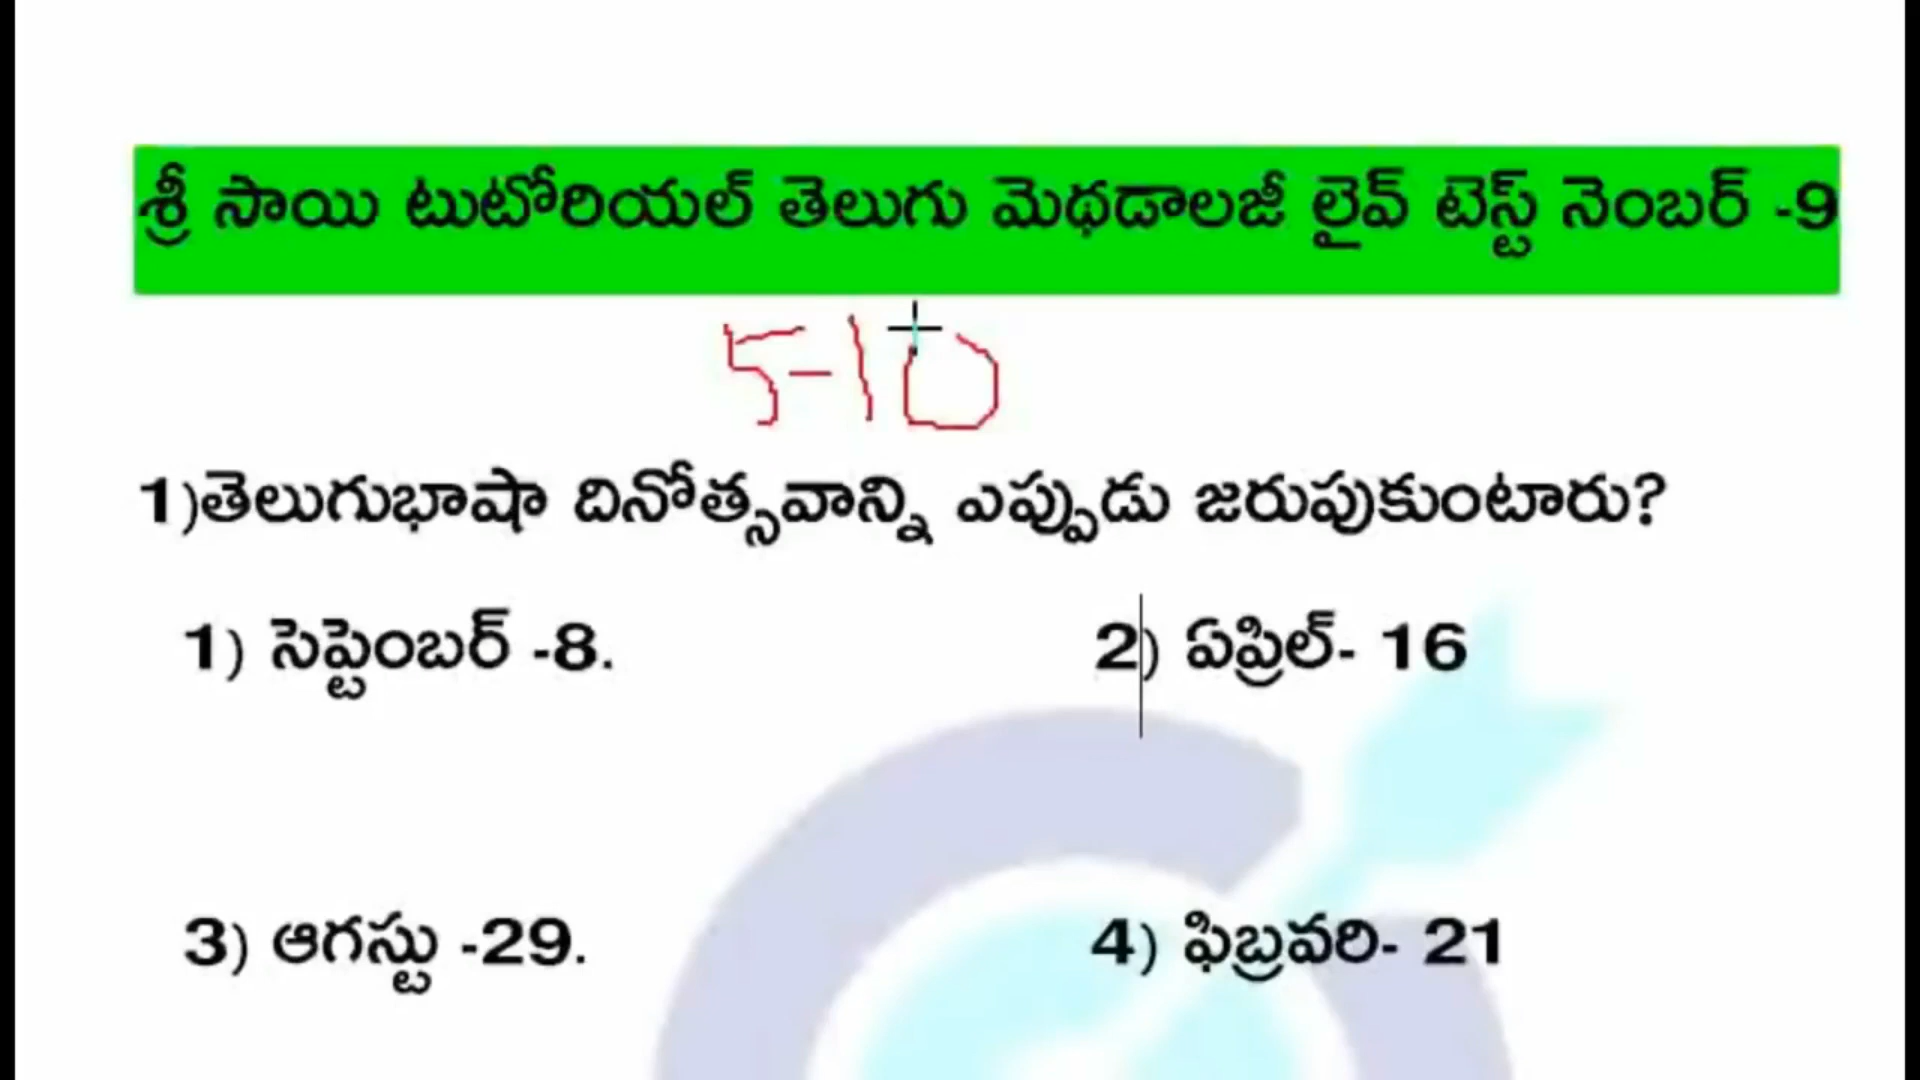 శ్రీ సాయి టుటోరియల్ తెలుగు మెథడాలజీ లైవ్ టెస్ట్ నెంబర్ -9
5-10
1)తెలుగుభాషా దినోత్సవాన్ని ఎప్పుడు జరుపుకుంటారు?
1) సెప్టెంబర్ -8. 2) ఏప్రిల్- 16
3) ఆగస్టు -29. 4) ఫిబ్రవరి- 21